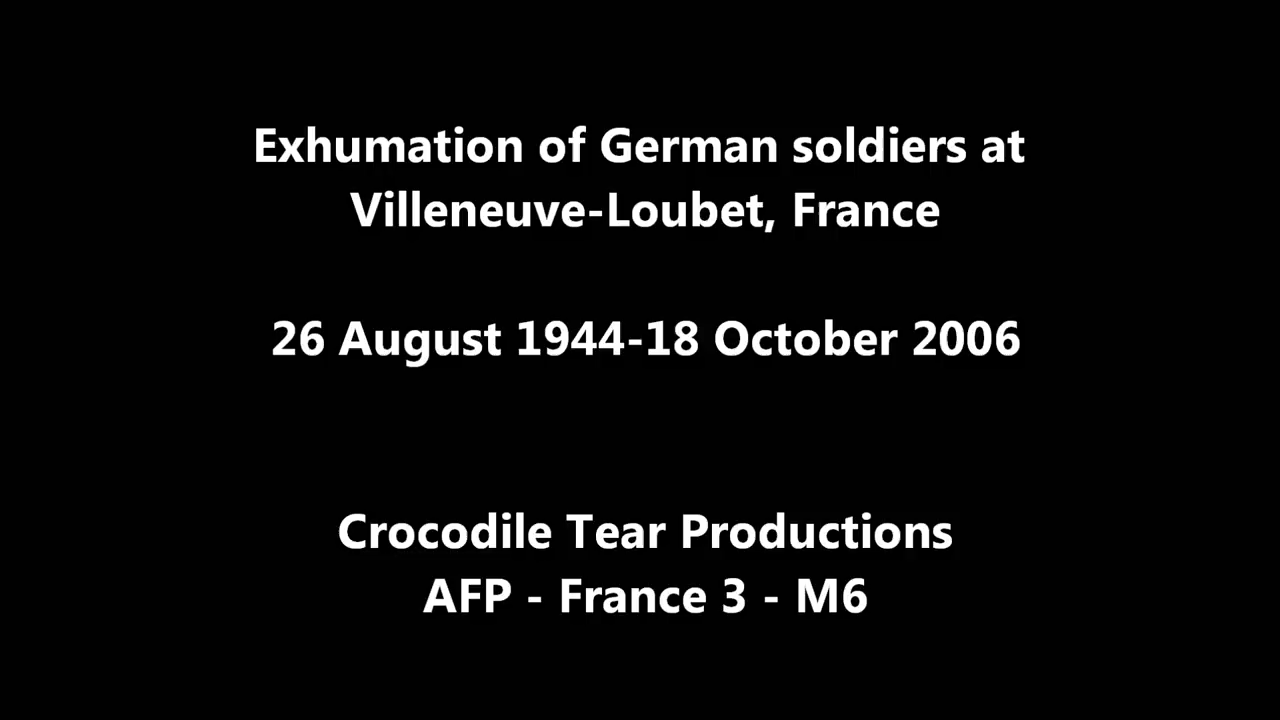 Exhumation of German soldiers at
Villeneuve-Loubet, France
26 August 1944-18 October 2006
Crocodile Tear Productions
AFP - France 3 - M6